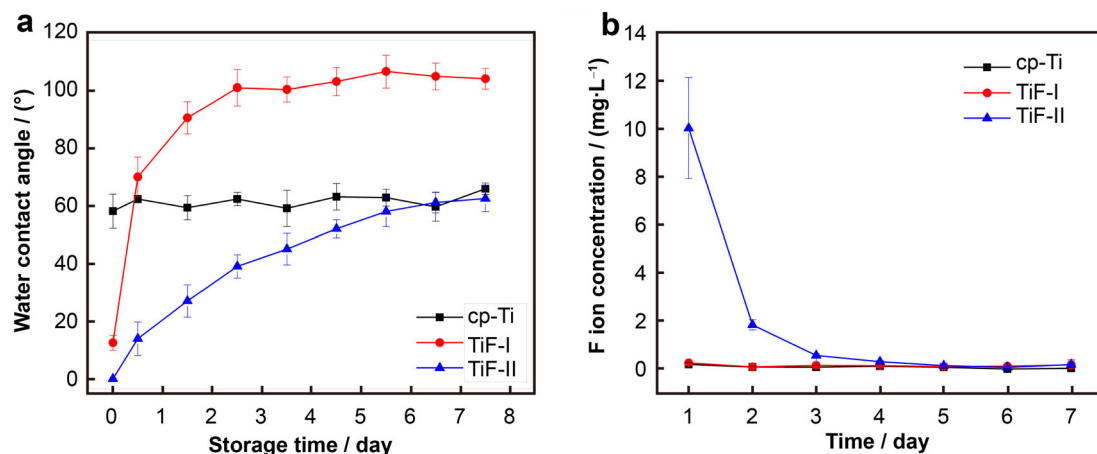 a
120
100
80
60
40
20
0
Water contact angle / (°)
cp-Ti
TiF-I
TiF-II
0 1 2 3 4 5 6 7 8
Storage time / day
b
14
12
10
8
6
4
2
0
F ion concentration / (mg·L⁻¹)
cp-Ti
TiF-I
TiF-II
1 2 3 4 5 6 7
Time / day